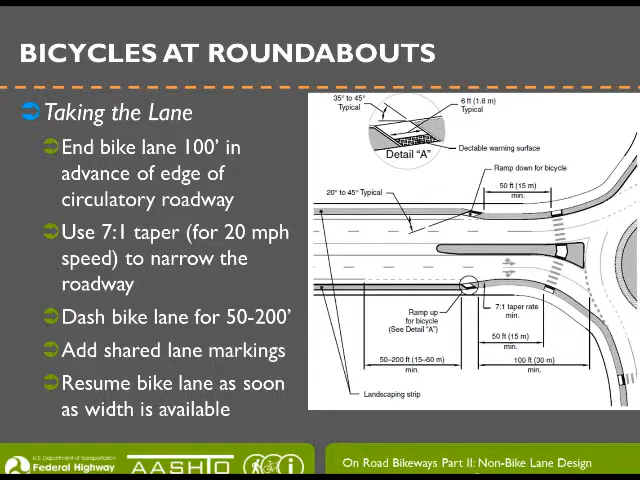 BICYCLES AT ROUNDABOUTS
Taking the Lane
End bike lane 100' in
advance of edge of
circulatory roadway
Use 7:1 taper (for 20 mph
speed) to narrow the
roadway
Dash bike lane for 50-200'
Add shared lane markings
Resume bike lane as soon
as width is available
35° to 45°
Typical
6 ft (1.8 m)
Typical
Detail "A"
Dectable warning surface
Ramp down for bicycle
20° to 45° Typical
50 ft (15 m)
min.
Ramp up
for bicycle
(See Detail "A")
7:1 taper rate
min.
50 ft (15 m)
min.
50–200 ft (15–60 m)
min.
100 ft (30 m)
min.
Landscaping strip
U.S. Department of Transportation
Federal Highway
AASHTO
On Road Bikeways Part II: Non-Bike Lane Design